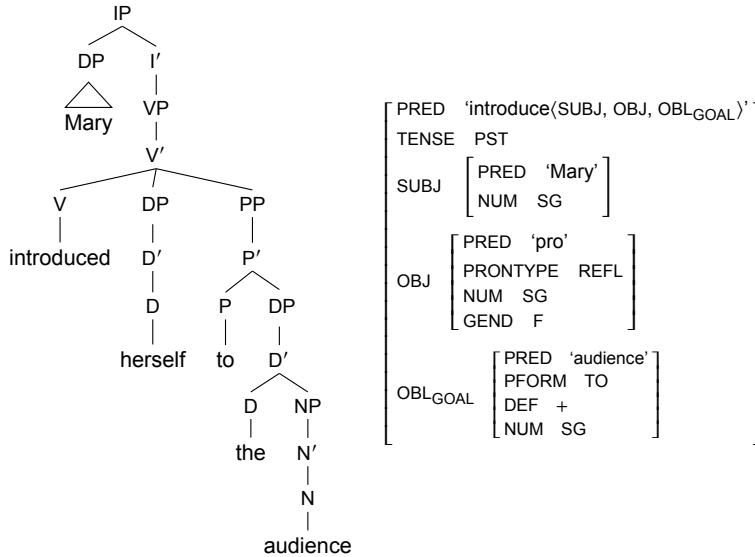 IP
DP I′
Mary VP
V′
V DP PP
introduced D′ P′
D P DP
herself to D′
D NP
the N′
N
audience
PRED ‘introduce⟨SUBJ, OBJ, OBL_GOAL⟩’
TENSE PST
SUBJ PRED ‘Mary’
NUM SG
OBJ PRED ‘pro’
PRONTYPE REFL
NUM SG
GEND F
OBL_GOAL PRED ‘audience’
PFORM TO
DEF +
NUM SG